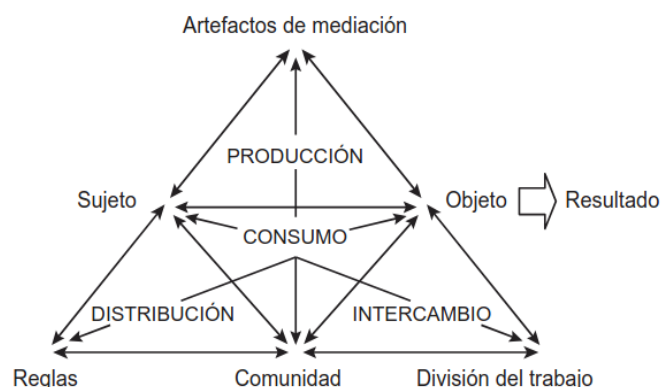 Artefactos de mediación
PRODUCCIÓN
Sujeto Objeto Resultado
CONSUMO
DISTRIBUCIÓN INTERCAMBIO
Reglas Comunidad División del trabajo